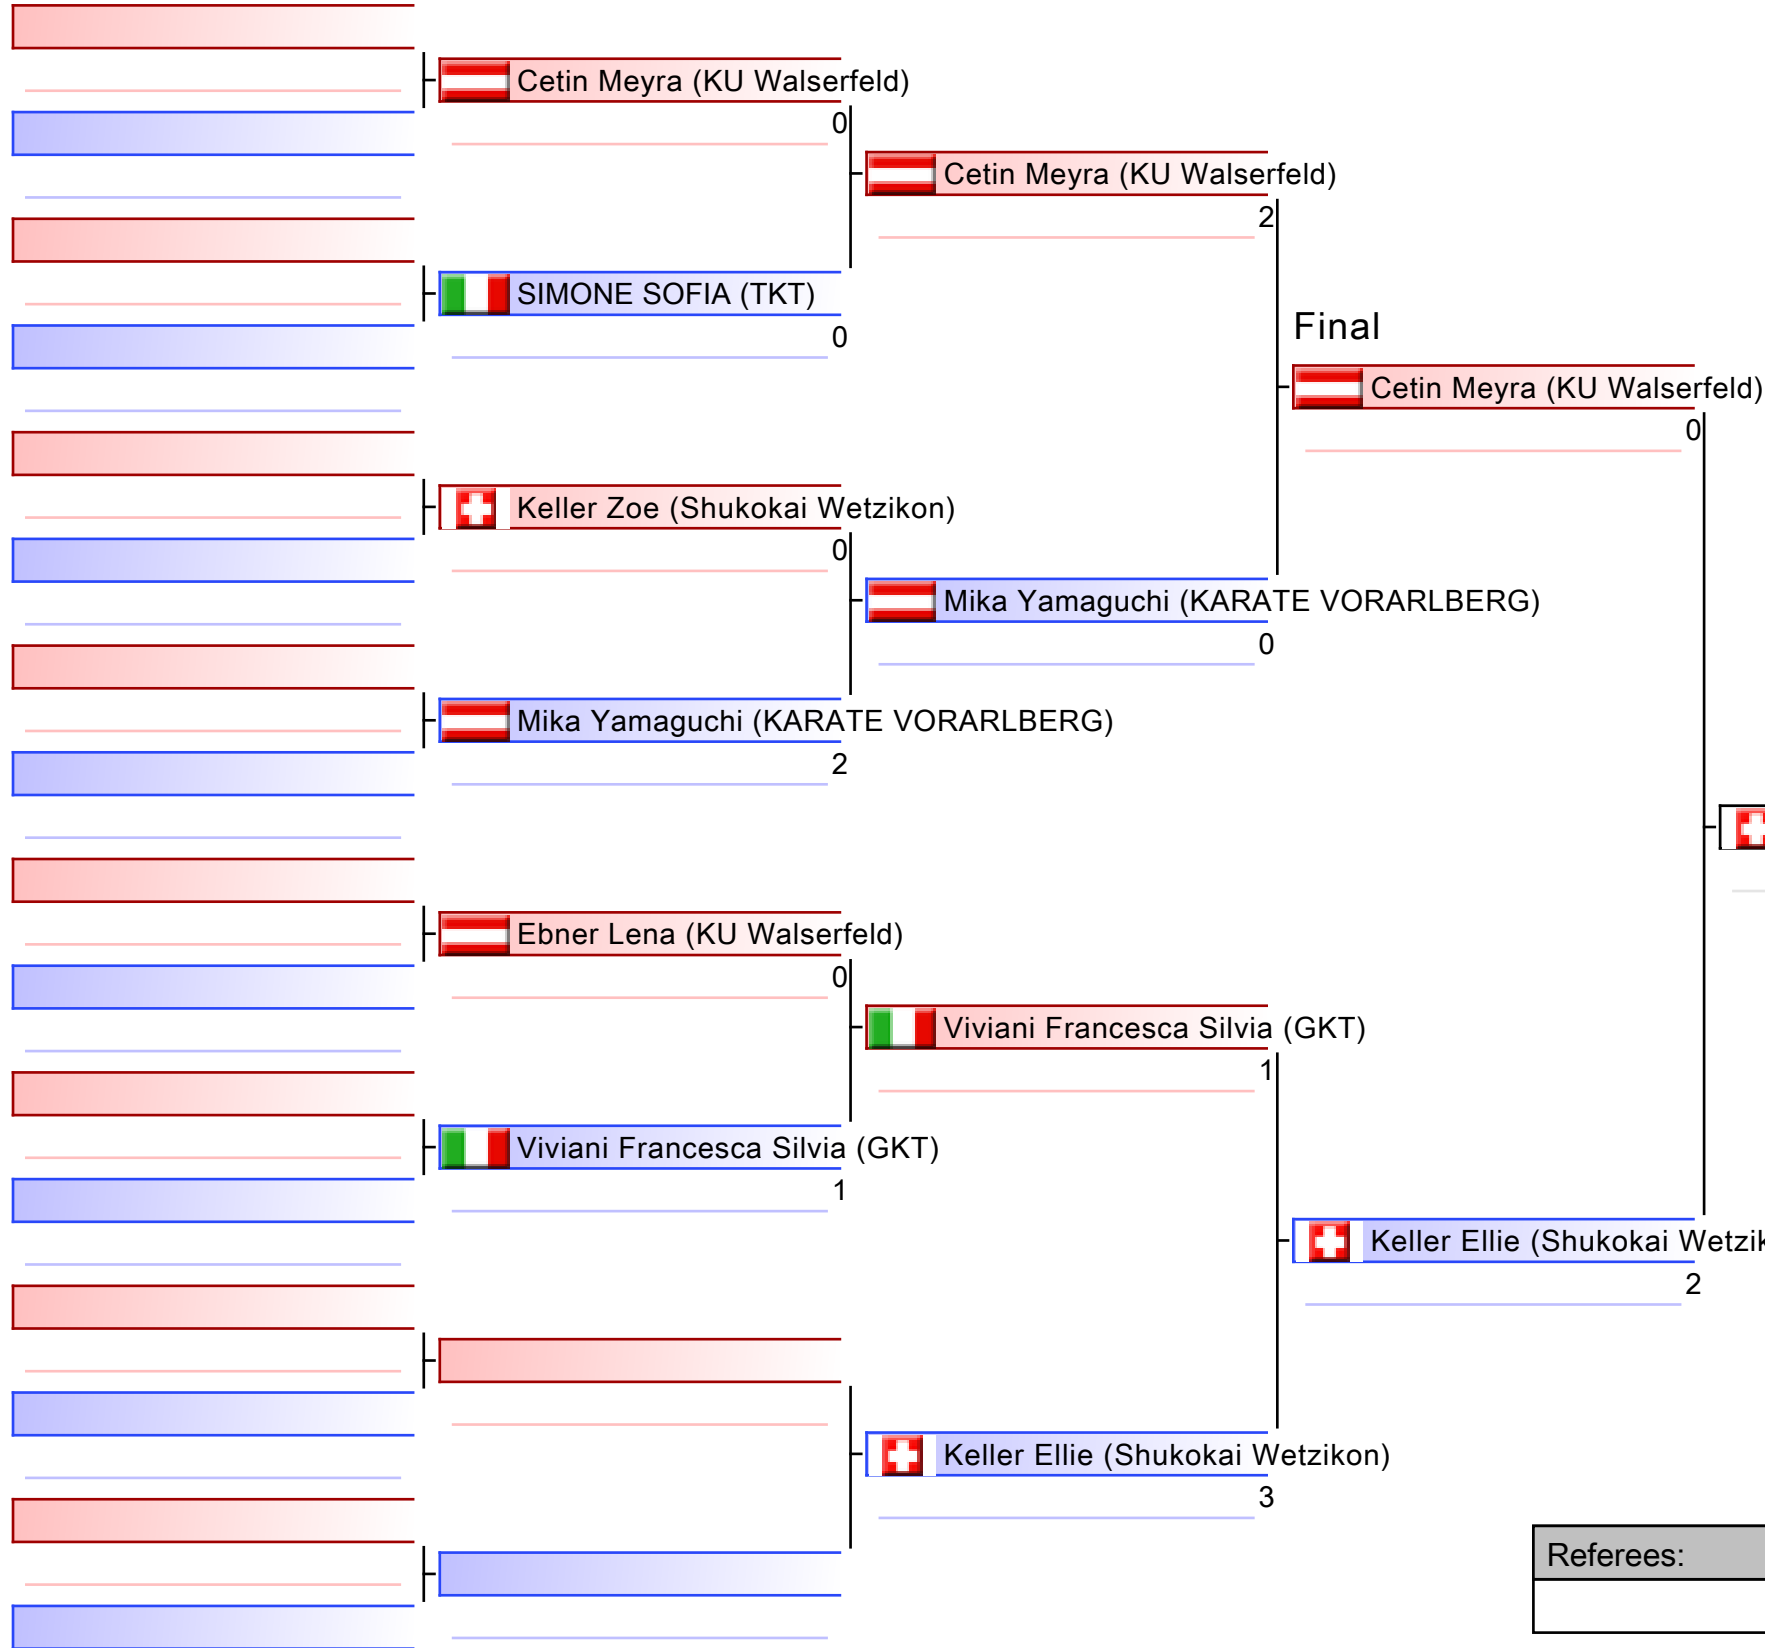 Cetin Meyra (KU Walserfeld)
0
Cetin Meyra (KU Walserfeld)
2
SIMONE SOFIA (TKT)
0
Final
Cetin Meyra (KU Walserfeld)
0
Keller Zoe (Shukokai Wetzikon)
0
Mika Yamaguchi (KARATE VORARLBERG)
0
Mika Yamaguchi (KARATE VORARLBERG)
2
Ebner Lena (KU Walserfeld)
0
Viviani Francesca Silvia (GKT)
1
Viviani Francesca Silvia (GKT)
1
Keller Ellie (Shukokai
2
Keller Ellie (Shukokai Wetzikon)
3
Referees: